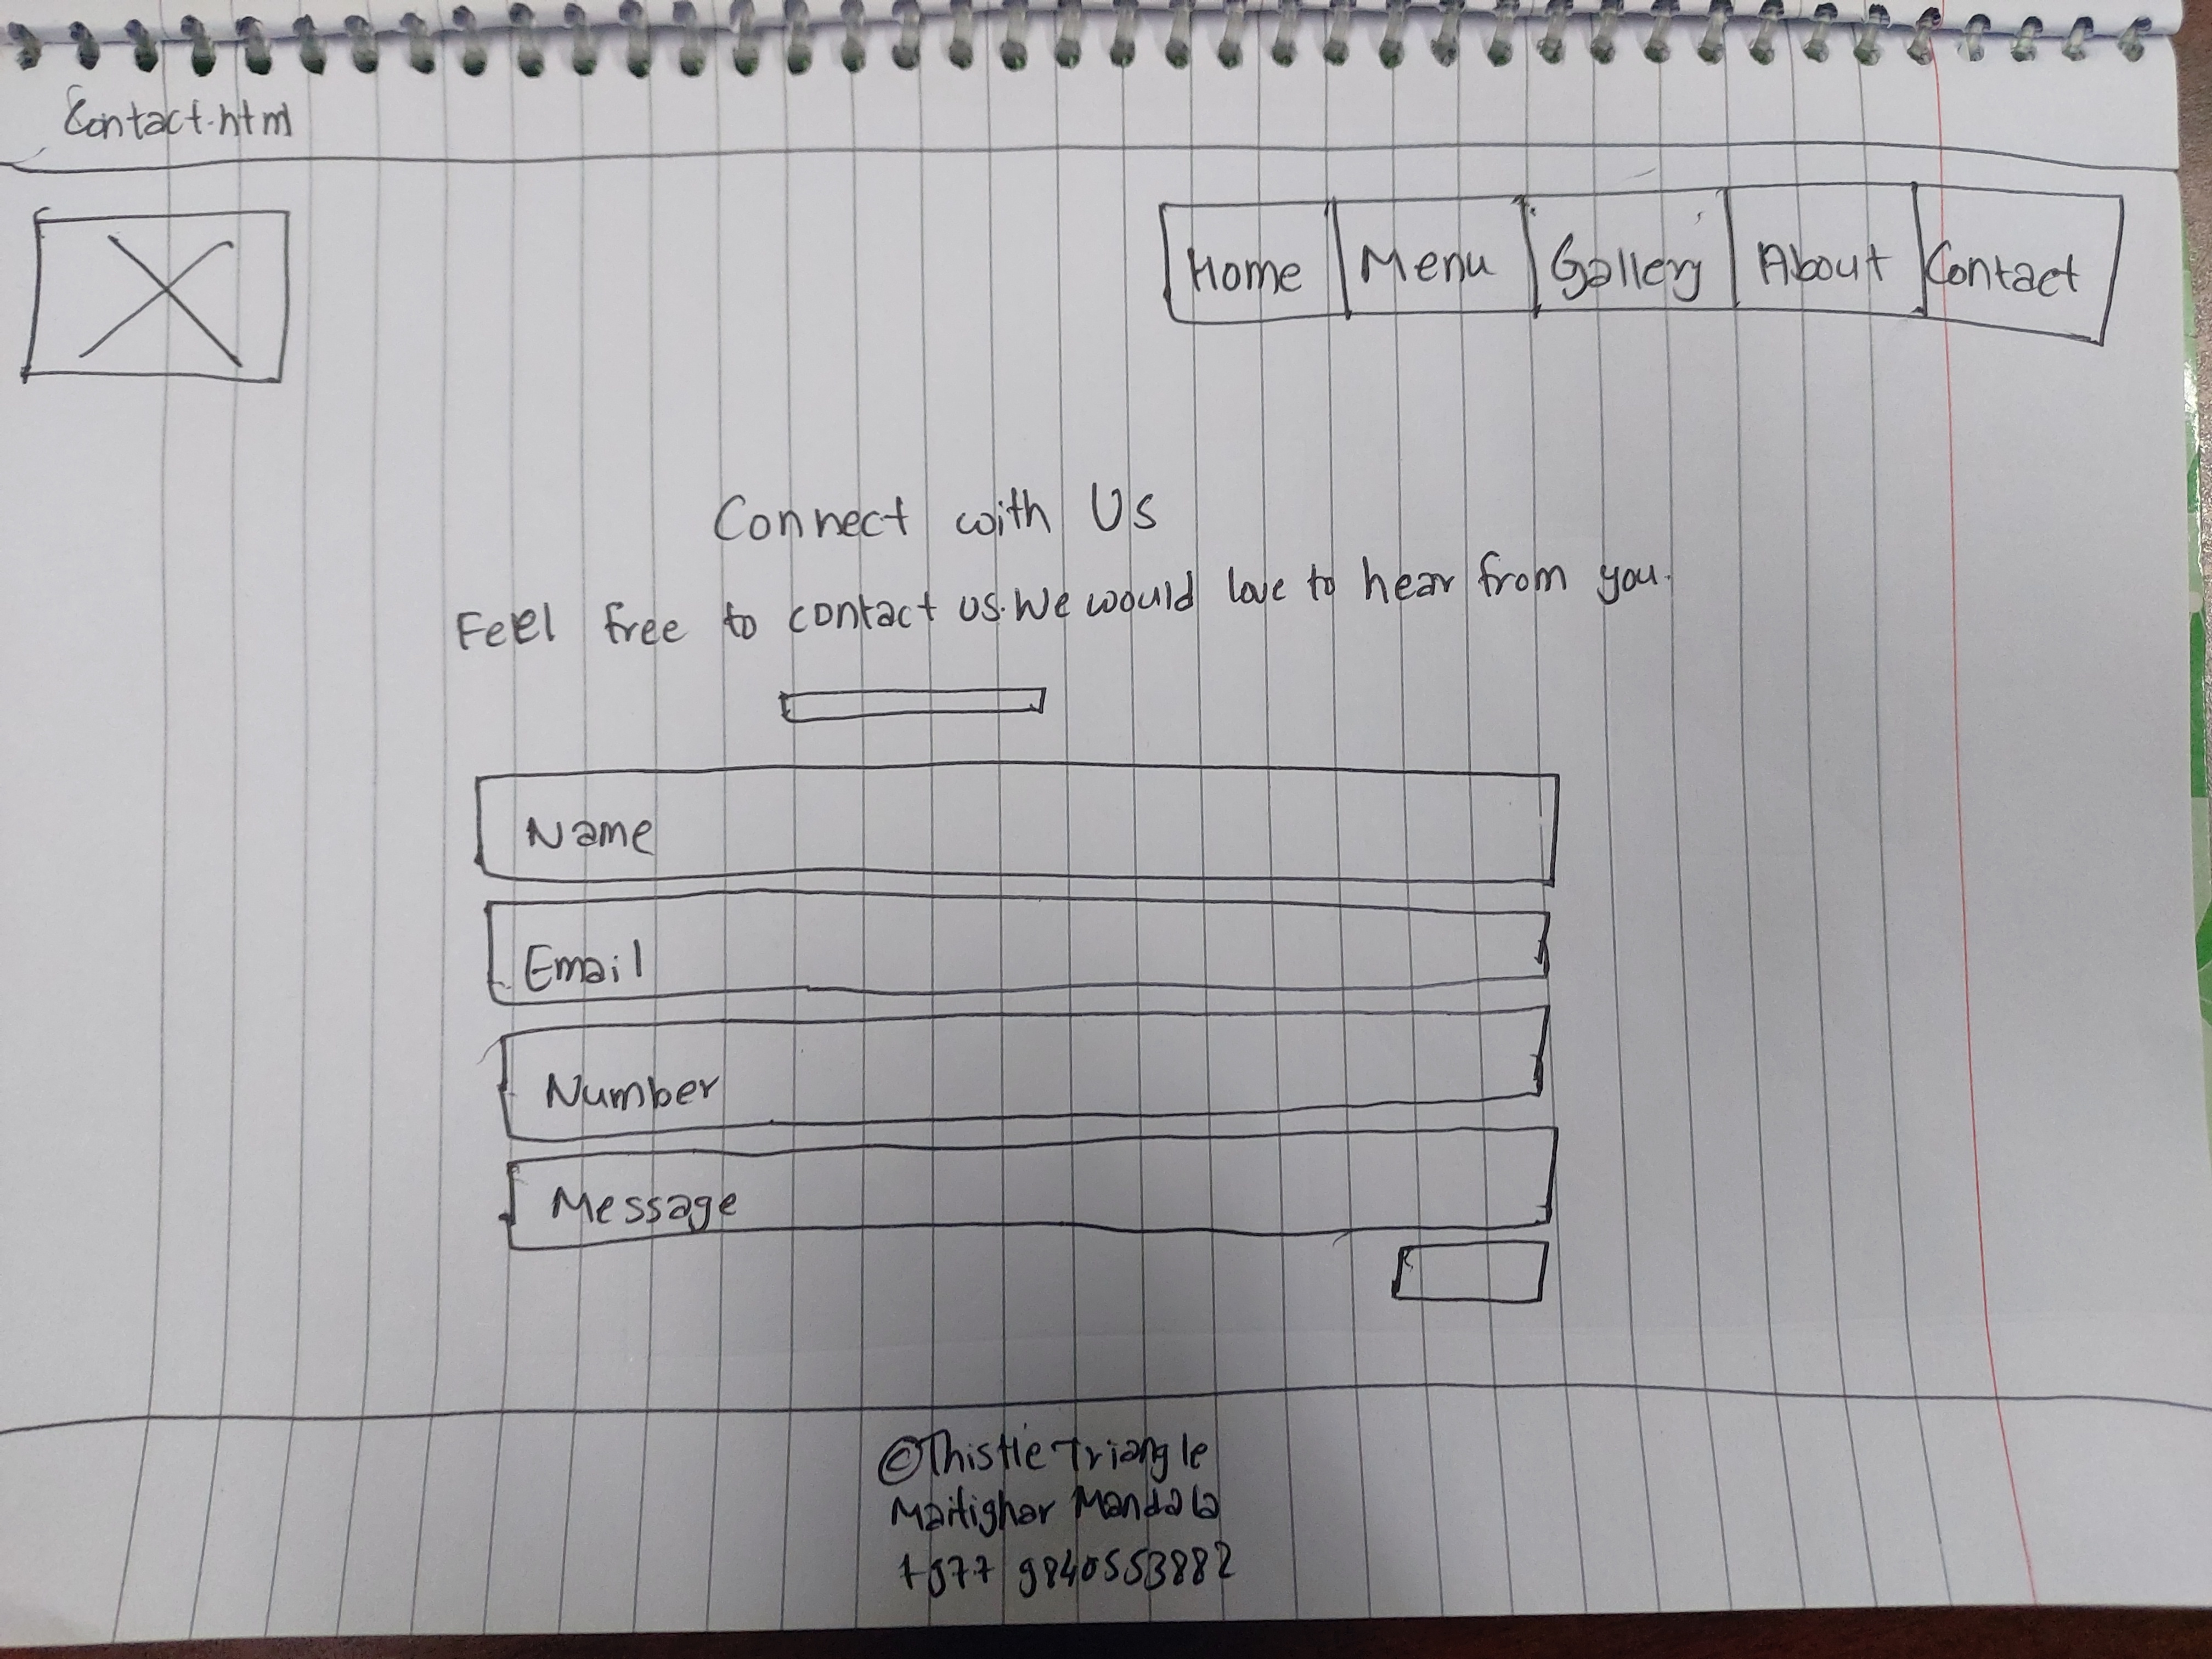 Contact.html
Home Menu Gallery About Contact
Connect with Us
Feel free to contact us. We would love to hear from you.
Name
Email
Number
Message
©Thistle Triangle
Maitighar Mandala
+977 9840553882